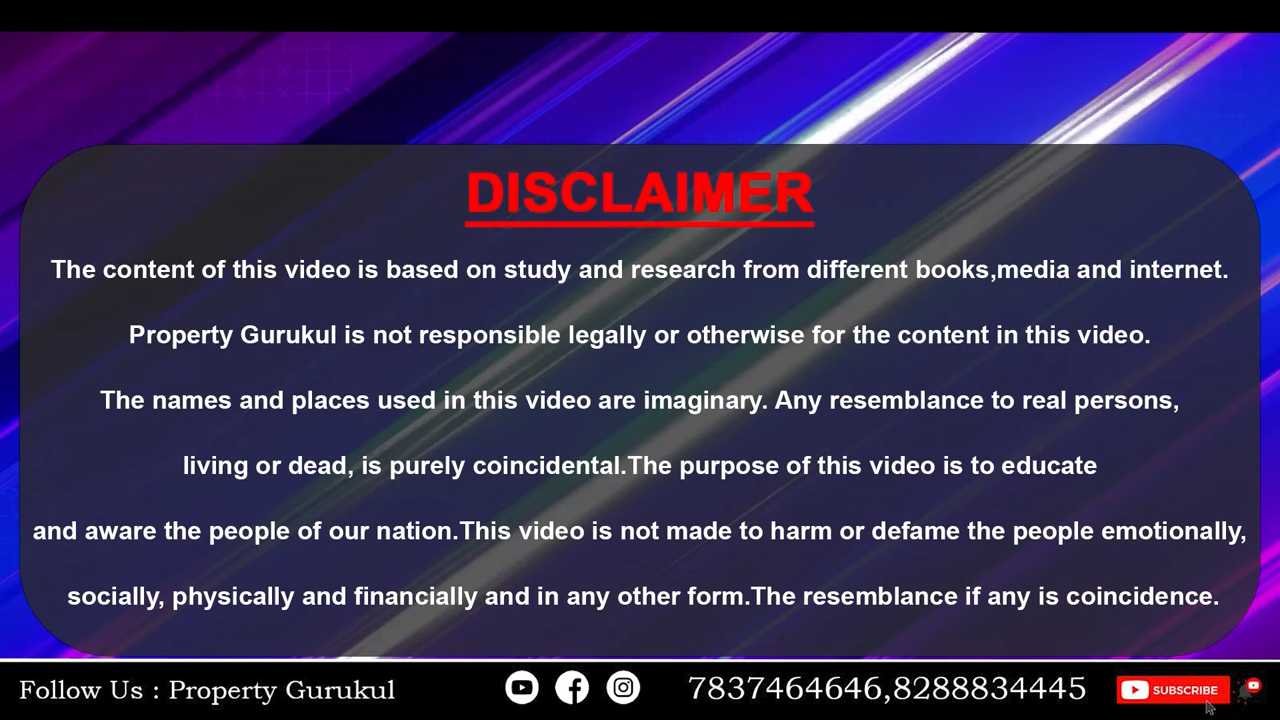 DISCLAIMER
The content of this video is based on study and research from different books,media and internet.
Property Gurukul is not responsible legally or otherwise for the content in this video.
The names and places used in this video are imaginary. Any resemblance to real persons,
living or dead, is purely coincidental.The purpose of this video is to educate
and aware the people of our nation.This video is not made to harm or defame the people emotionally,
socially, physically and financially and in any other form.The resemblance if any is coincidence.
Follow Us : Property Gurukul 7837464646,8288834445 SUBSCRIBE